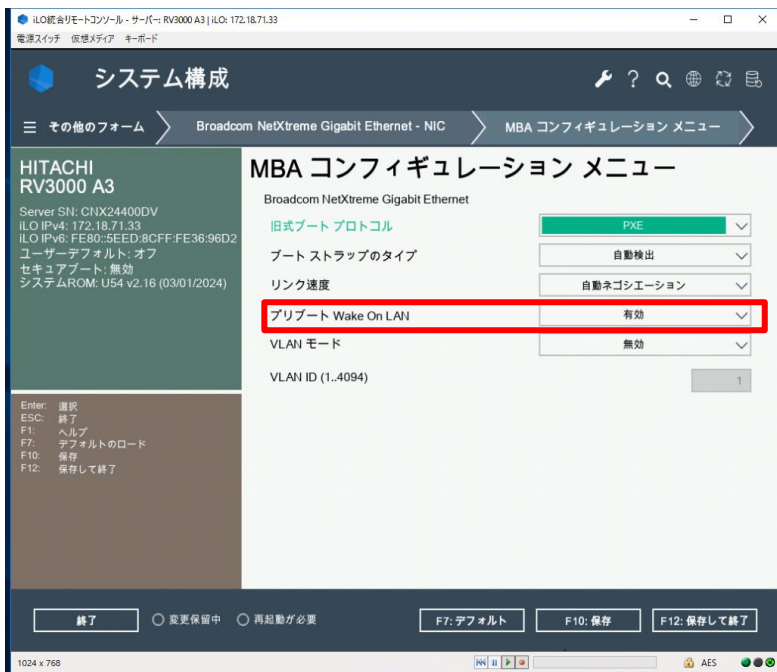 iLO統合リモートコンソール - サーバー: RV3000 A3 | iLO: 172.18.71.33
電源スイッチ 仮想メディア キーボード
システム構成
その他のフォーム
Broadcom NetXtreme Gigabit Ethernet - NIC
MBA コンフィギュレーション メニュー
HITACHI
RV3000 A3
Server SN: CNX24400DV
iLO IPv4: 172.18.71.33
iLO IPv6: FE80::5EED:8CFF:FE36:96D2
ユーザーデフォルト: オフ
セキュアブート: 無効
システムROM: U54 v2.16 (03/01/2024)
Enter: 選択
ESC: 終了
F1: ヘルプ
F7: デフォルトのロード
F10: 保存
F12: 保存して終了
MBA コンフィギュレーション メニュー
Broadcom NetXtreme Gigabit Ethernet
旧式ブート プロトコル PXE
ブート ストラップのタイプ 自動検出
リンク速度 自動ネゴシエーション
プリブート Wake On LAN 有効
VLAN モード 無効
VLAN ID (1..4094) 1
終了 変更保留中 再起動が必要 F7: デフォルト F10: 保存 F12: 保存して終了
1024 x 768 AES